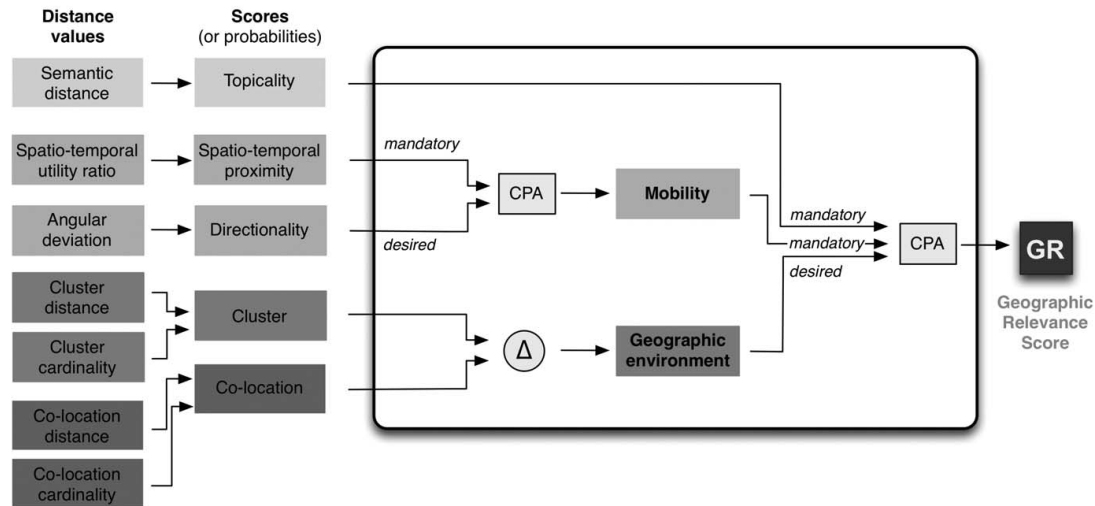 Distance
values
Scores
(or probabilities)
Semantic
distance
Topicality
Spatio-temporal
utility ratio
Spatio-temporal
proximity
mandatory
CPA
Mobility
Angular
deviation
Directionality
desired
mandatory
mandatory
desired
CPA
GR
Geographic
Relevance
Score
Cluster
distance
Cluster
cardinality
Cluster
Δ
Geographic
environment
Co-location
Co-location
distance
Co-location
cardinality